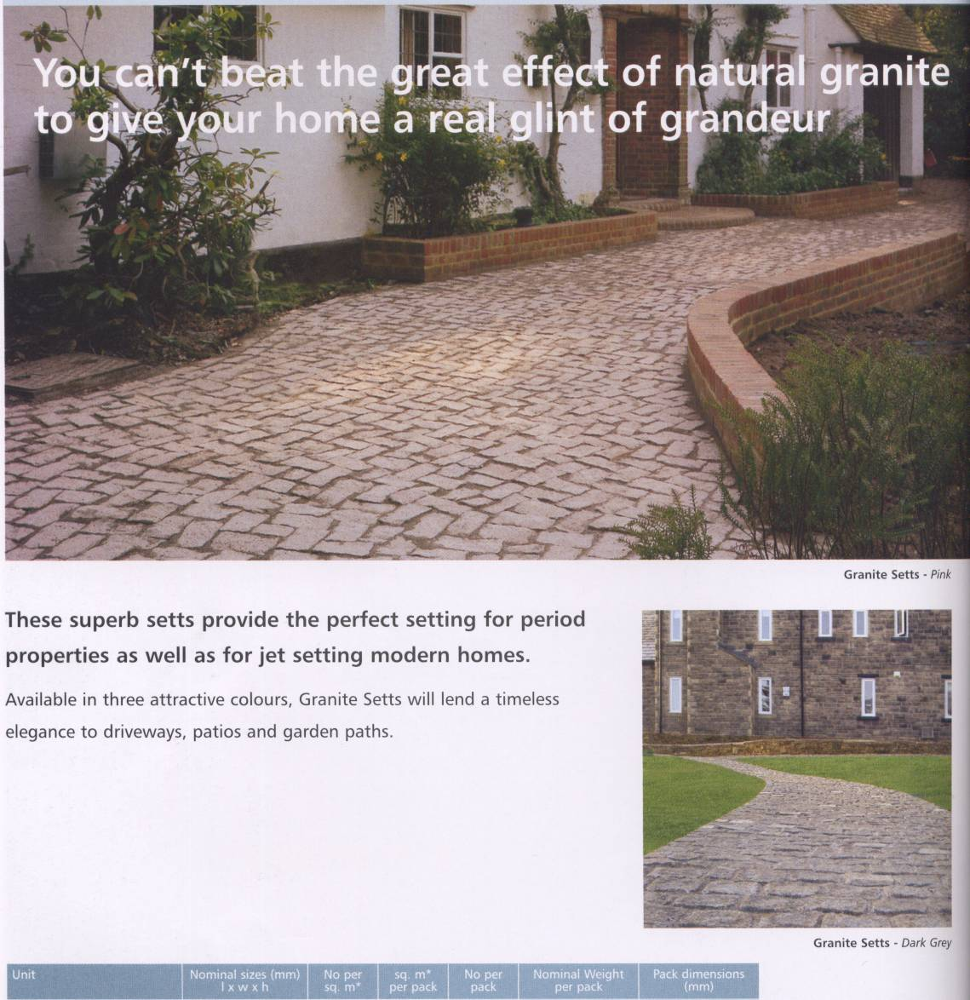 You can't beat the great effect of natural granite
to give your home a real glint of grandeur
Granite Setts - Pink
These superb setts provide the perfect setting for period
properties as well as for jet setting modern homes.
Available in three attractive colours, Granite Setts will lend a timeless
elegance to driveways, patios and garden paths.
Granite Setts - Dark Grey
Unit
Nominal sizes (mm)
l x w x h
No per
sq. m*
sq. m*
per pack
No per
pack
Nominal Weight
per pack
Pack dimensions
(mm)